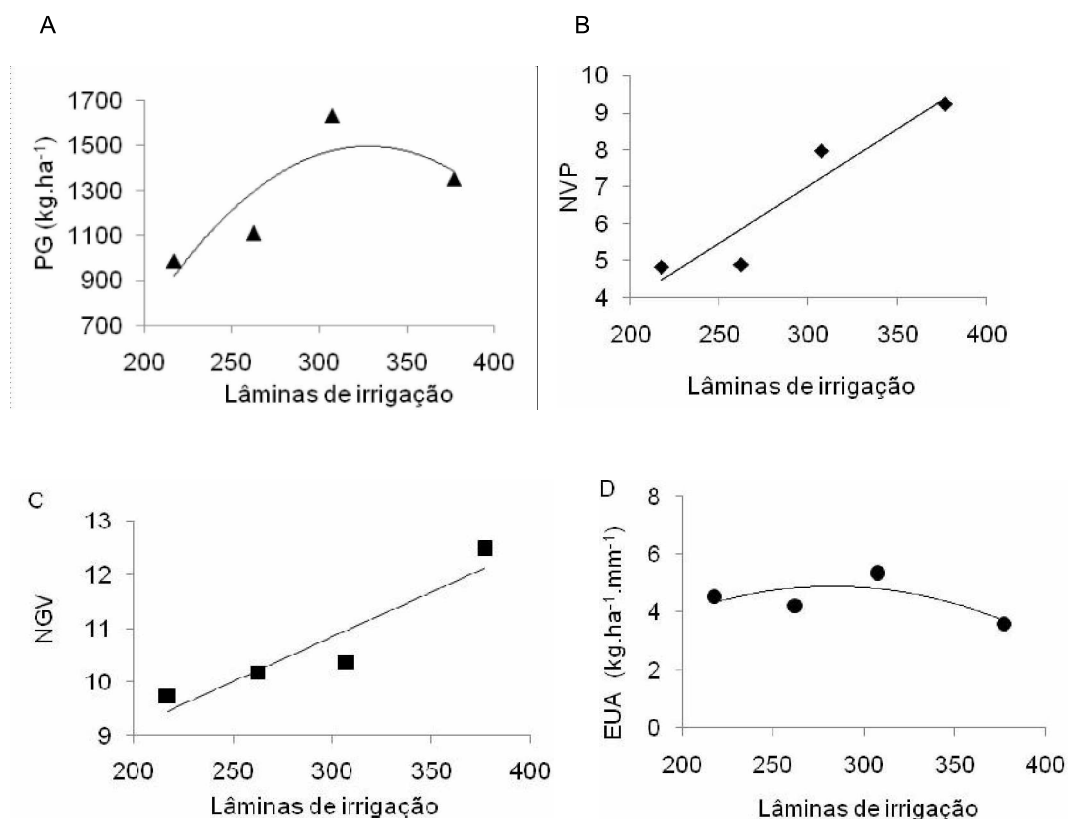 A
PG (kg.ha-1)
1700
1500
1300
1100
900
700
200 250 300 350 400
Lâminas de irrigação
B
NVP
10
9
8
7
6
5
4
200 250 300 350 400
Lâminas de irrigação
C
NGV
13
12
11
10
9
200 250 300 350 400
Lâminas de irrigação
D
EUA (kg.ha-1.mm-1)
8
6
4
2
0
200 250 300 350 400
Lâminas de irrigação